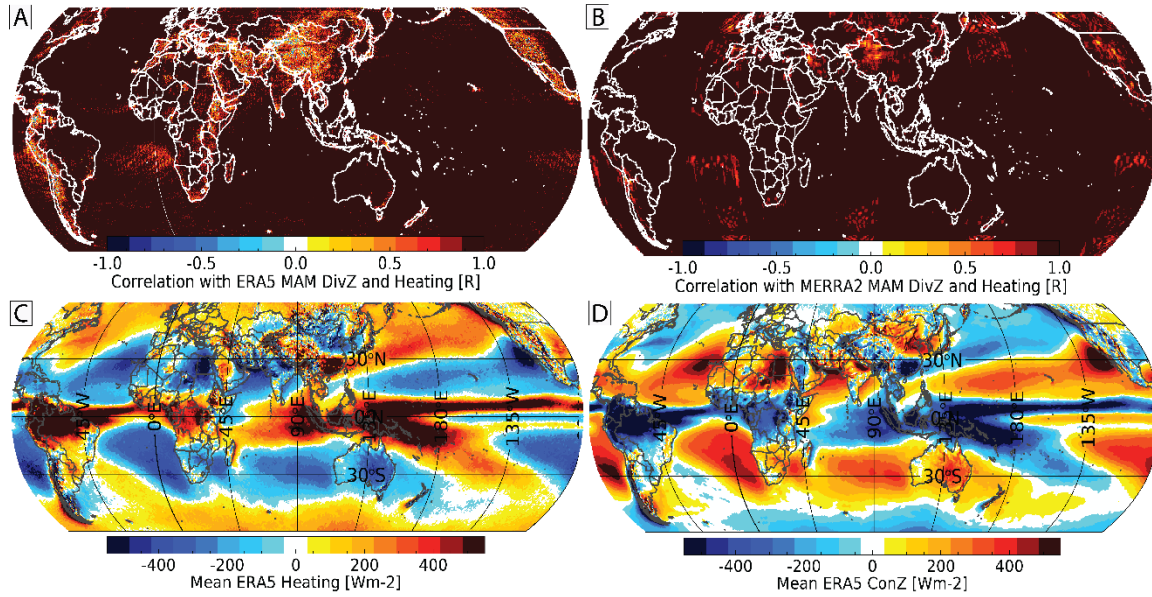 A
B
-1.0 -0.5 0.0 0.5 1.0
Correlation with ERA5 MAM DivZ and Heating [R]
-1.0 -0.5 0.0 0.5 1.0
Correlation with MERRA2 MAM DivZ and Heating [R]
C
30°N
45°W 0°E 45°E 90°E 135°E 0°N 180°E 135°W
30°S
-400 -200 0 200 400
Mean ERA5 Heating [Wm-2]
D
30°N
45°W 0°E 45°E 90°E 135°E 0°N 180°E 135°W
30°S
-400 -200 0 200 400
Mean ERA5 ConZ [Wm-2]